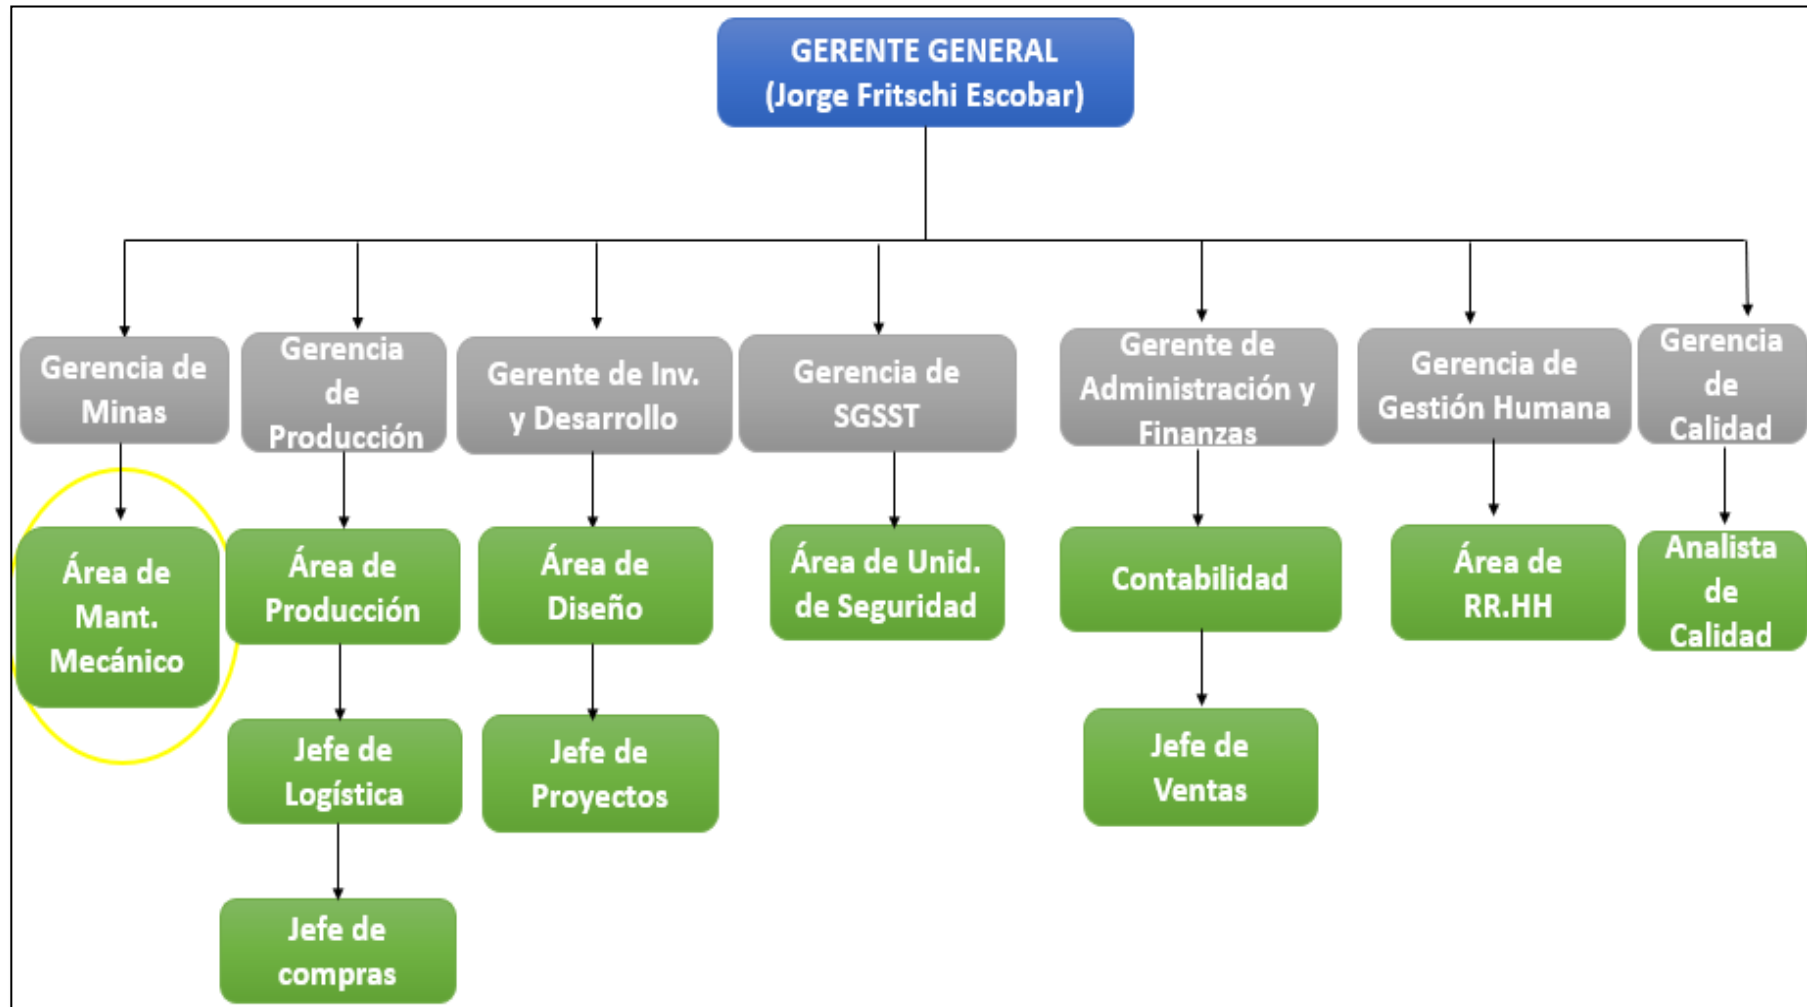 GERENTE GENERAL
(Jorge Fritschi Escobar)
Gerencia de
Minas
Gerencia
de
Producción
Gerente de Inv.
y Desarrollo
Gerencia de
SGSST
Gerente de
Administración y
Finanzas
Gerencia de
Gestión Humana
Gerencia
de
Calidad
Área de
Mant.
Mecánico
Área de
Producción
Área de
Diseño
Área de Unid.
de Seguridad
Contabilidad
Área de
RR.HH
Analista
de
Calidad
Jefe de
Logística
Jefe de
Proyectos
Jefe de
Ventas
Jefe de
compras